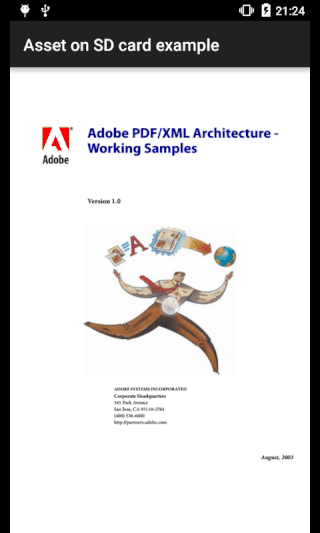 21:24
Asset on SD card example
Adobe PDF/XML Architecture -
Working Samples
Adobe
Version 1.0
A
ADOBE SYSTEMS INCORPORATED
Corporate Headquarters
345 Park Avenue
San Jose, CA 95110-2704
(408) 536-6000
http://partners.adobe.com
August, 2003